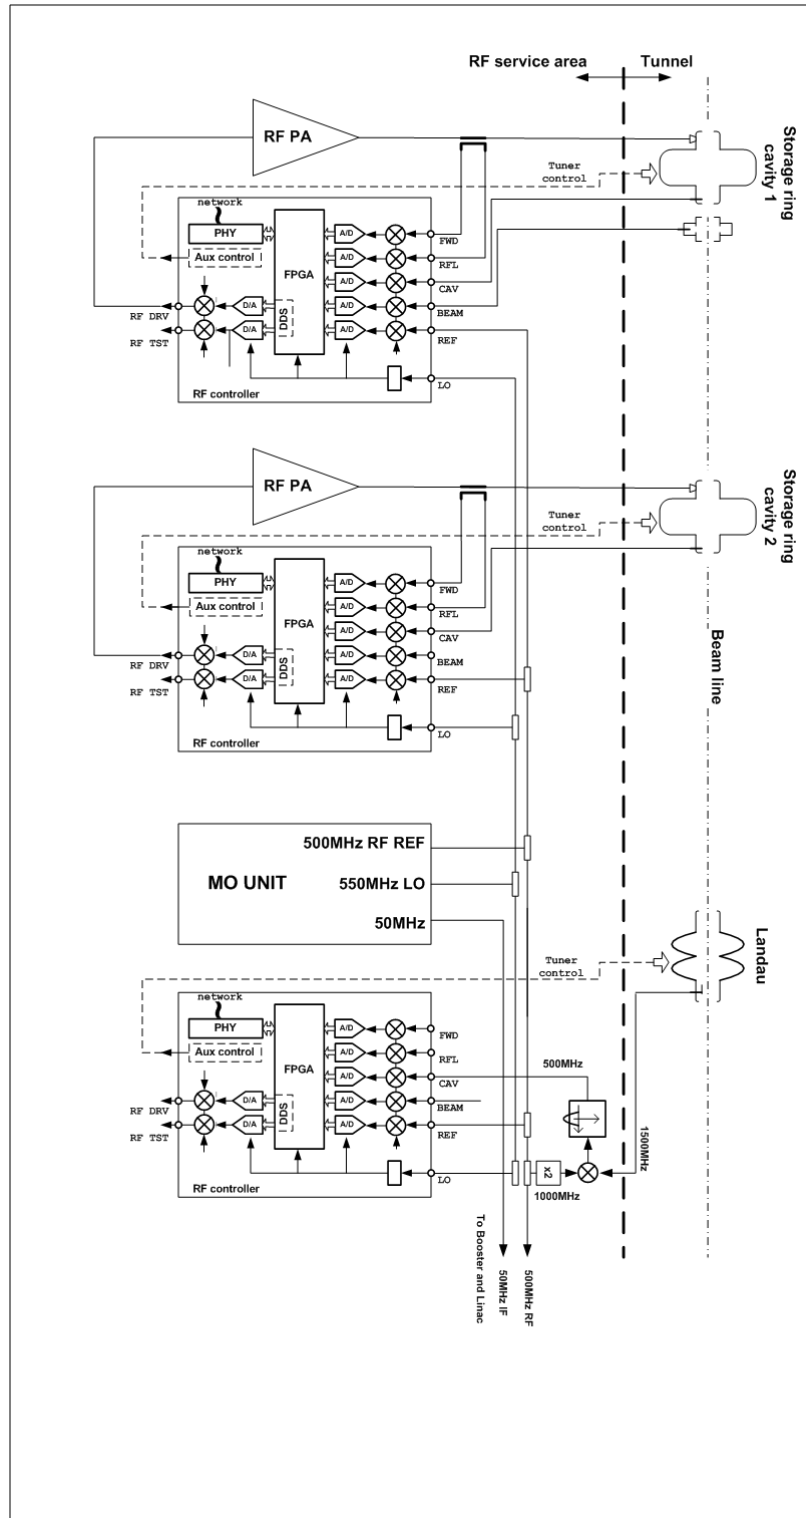 RF service area
Tunnel
RF PA
Storage ring
cavity 1
Tuner
control
network
PHY
Aux control
FPGA
A/D
A/D
A/D
A/D
A/D
D/A
D/A
DDS
FWD
RFL
CAV
BEAM
REF
LO
RF DRV
RF TST
RF controller
RF PA
Storage ring
cavity 2
Tuner
control
network
PHY
Aux control
FPGA
A/D
A/D
A/D
A/D
A/D
D/A
D/A
DDS
FWD
RFL
CAV
BEAM
REF
LO
RF DRV
RF TST
RF controller
Beam line
500MHz RF REF
MO UNIT
550MHz LO
50MHz
Landau
Tuner
control
network
PHY
Aux control
FPGA
A/D
A/D
A/D
A/D
A/D
D/A
D/A
DDS
FWD
RFL
CAV
BEAM
REF
LO
RF DRV
RF TST
RF controller
500MHz
1500MHz
x2
1000MHz
To Booster and Linac
50MHz IF
500MHz RF